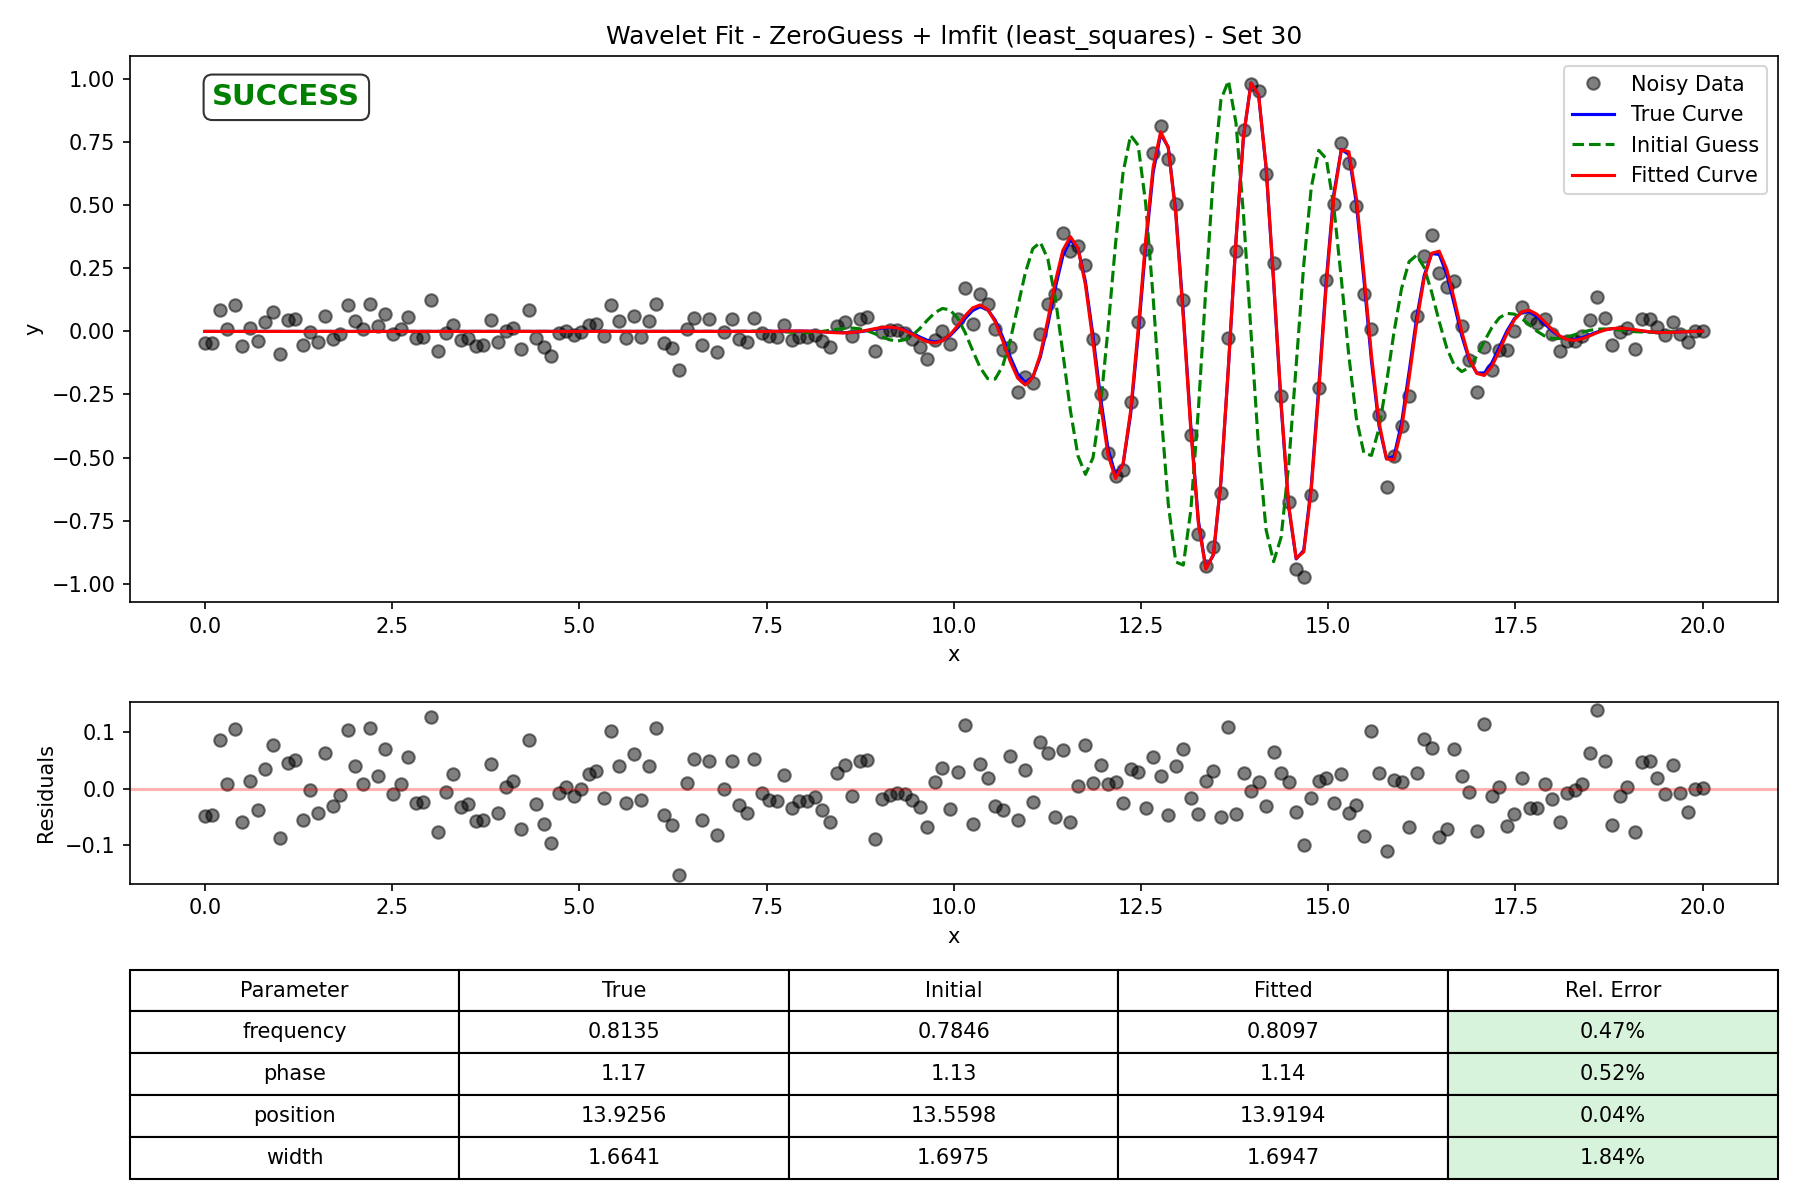 Wavelet Fit - ZeroGuess + lmfit (least_squares) - Set 30
SUCCESS
Noisy Data
True Curve
Initial Guess
Fitted Curve
1.00
0.75
0.50
0.25
0.00
−0.25
−0.50
−0.75
−1.00
y
0.0 2.5 5.0 7.5 10.0 12.5 15.0 17.5 20.0
x
0.1
0.0
−0.1
Residuals
0.0 2.5 5.0 7.5 10.0 12.5 15.0 17.5 20.0
x
Parameter True Initial Fitted Rel. Error
frequency 0.8135 0.7846 0.8097 0.47%
phase 1.17 1.13 1.14 0.52%
position 13.9256 13.5598 13.9194 0.04%
width 1.6641 1.6975 1.6947 1.84%